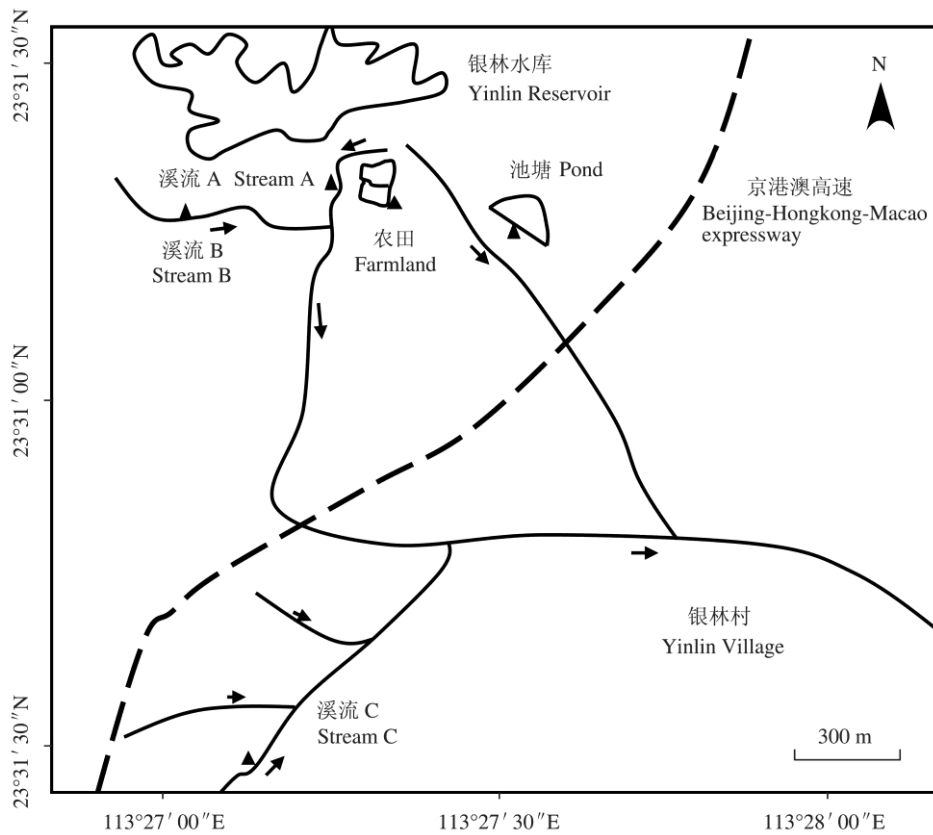 银林水库
Yinlin Reservoir
N
溪流 A Stream A
池塘 Pond
京港澳高速
Beijing-Hongkong-Macao
expressway
溪流 B
Stream B
农田
Farmland
银林村
Yinlin Village
溪流 C
Stream C
300 m
23°31′30″N
23°31′00″N
23°31′30″N
113°27′00″E
113°27′30″E
113°28′00″E